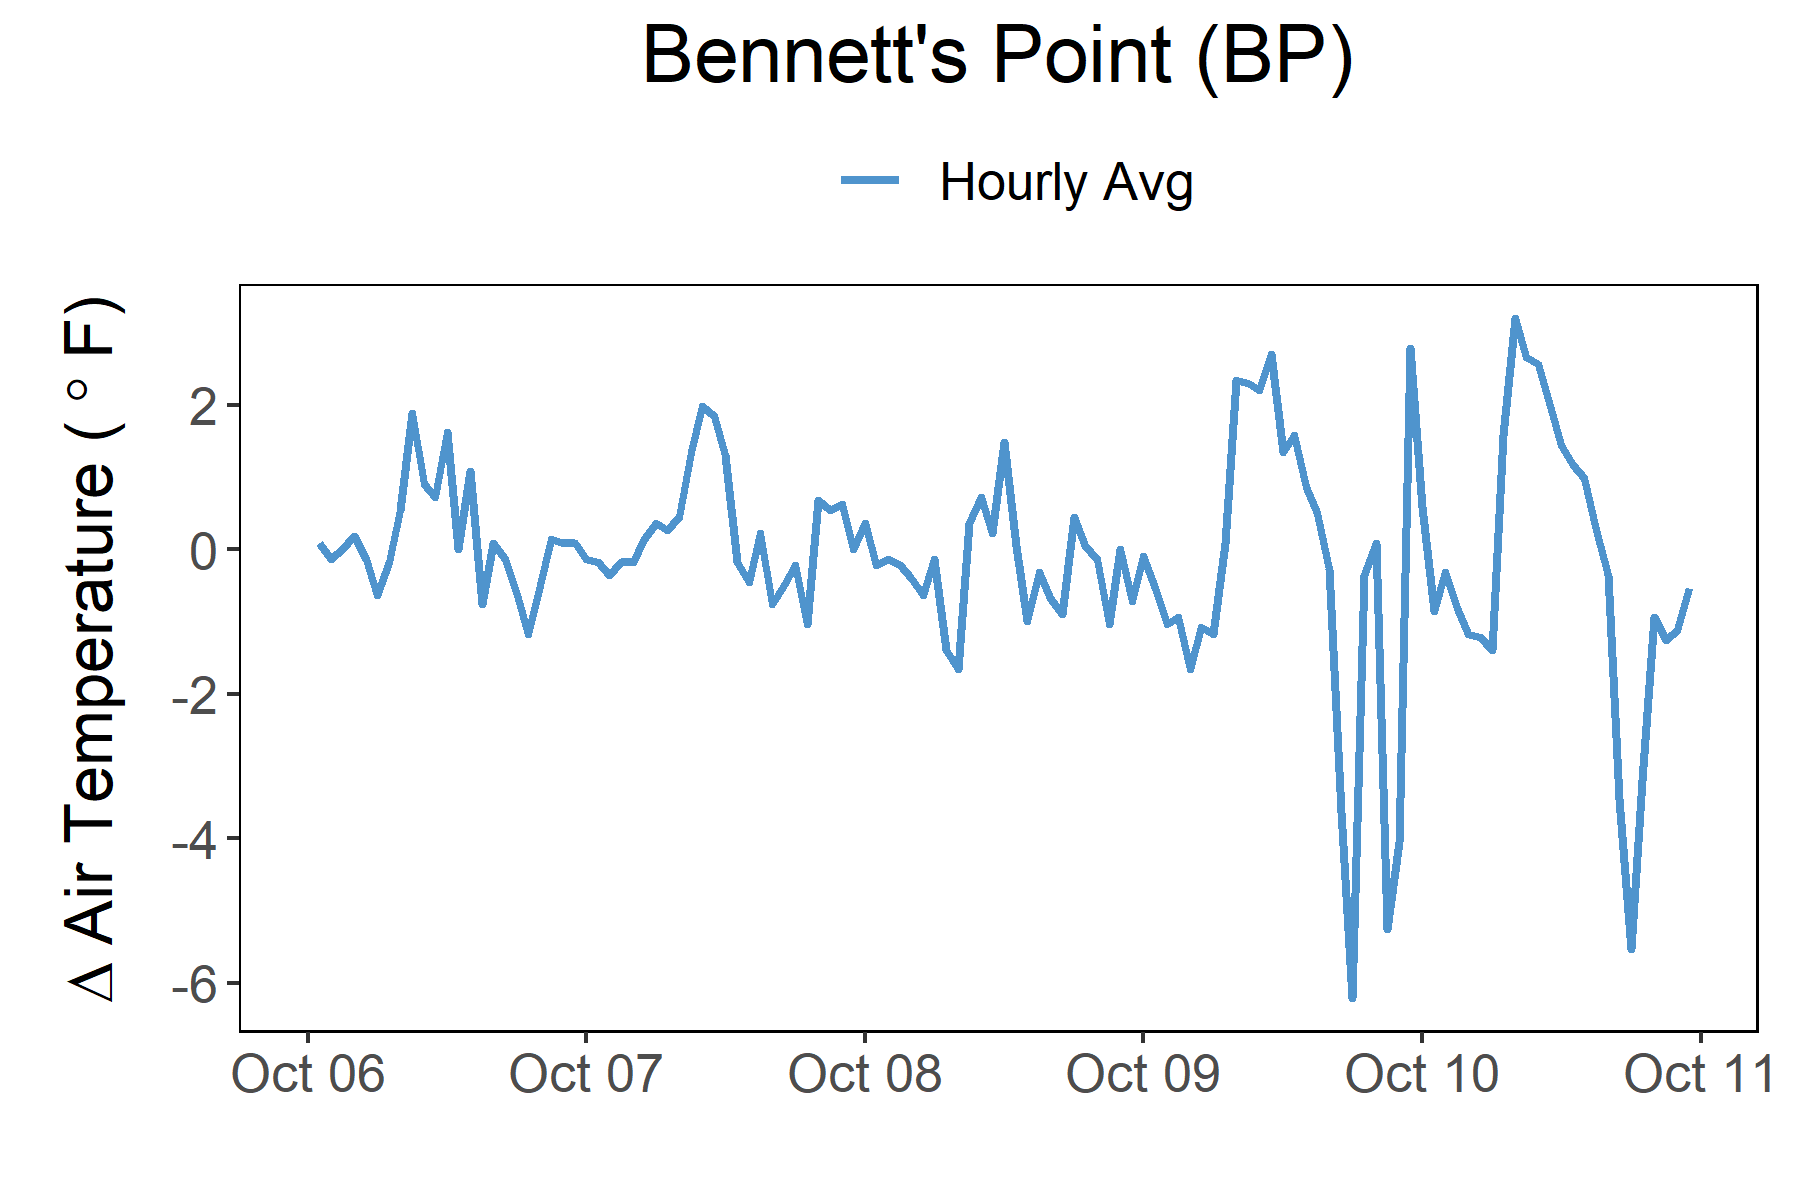 Bennett's Point (BP)
Hourly Avg
Δ Air Temperature ( ° F)
2
0
-2
-4
-6
Oct 06
Oct 07
Oct 08
Oct 09
Oct 10
Oct 11